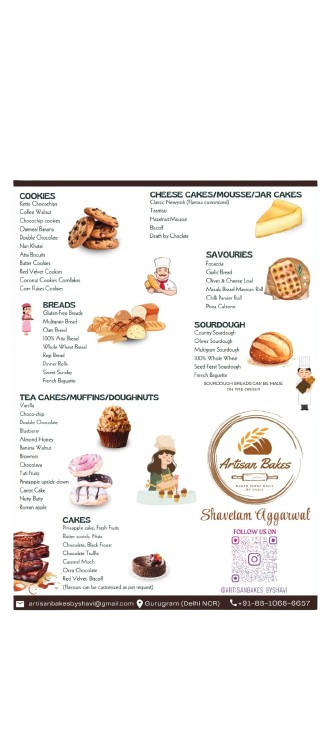 COOKIES
Keto Chocochips
Coffee Walnut
Chocochip cookies
Oatmeal Banana
Double Chocolate
Nan Khatai
Atta Biscuits
Butter Cookies
Red Velvet Cookies
Coconut Cookies Cornflakes
Corn Flakes Cookies
CHEESE CAKES/MOUSSE/JAR CAKES
Classic Newyork (flavour customized)
Tiramisu
Hazelnut Mousse
Biscoff
Death by Choclate
SAVOURIES
Focaccia
Garlic Bread
Olives & Cheese Loaf
Masala Bread Mexican Roll
Chilli Paneer Roll
Pizza Calzone
BREADS
Gluten-Free Breads
Multigrain Bread
Oats Bread
100% Atta Bread
Whole Wheat Bread
Ragi Bread
Dinner Rolls
Sweet Sunday
French Baguette
SOURDOUGH
Country Sourdough
Olives Sourdough
Multigrain Sourdough
100% Whole Wheat
Seed Feast Sourdough
French Baguette
SOURDOUGH BREADS CAN BE MADE
ON PRE ORDER
TEA CAKES/MUFFINS/DOUGHNUTS
Vanilla
Choco-chip
Double Chocolate
Blueberry
Almond Honey
Banana Walnut
Brownies
Chocolava
Tuti Fruti
Pineapple upside down
Carrot Cake
Nutty Baty
Korean apple
Artisan Bakes
BAKED FRESH DAILY
BY SHAVI
Shavetam Aggarwal
FOLLOW US ON
@ARTISANBAKES_BYSHAVI
CAKES
Pineapple cake, Fresh Fruits
Butter scotch, Nuts
Chocolate, Black Forest
Chocolate Truffle
Caramel Moch
Oreo Chocolate
Red Velvet, Biscoff
(flavours can be customized as per request)
artisanbakesbyshavi@gmail.com Gurugram (Delhi NCR) +91-88-1068-6657